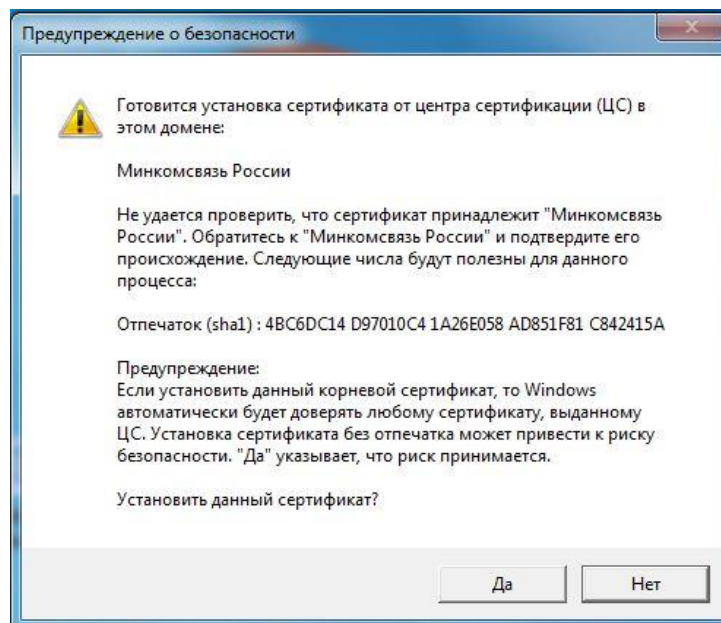 Предупреждение о безопасности
Готовится установка сертификата от центра сертификации (ЦС) в
этом домене:
Минкомсвязь России
Не удается проверить, что сертификат принадлежит "Минкомсвязь
России". Обратитесь к "Минкомсвязь России" и подтвердите его
происхождение. Следующие числа будут полезны для данного
процесса:
Отпечаток (sha1) : 4BC6DC14 D97010C4 1A26E058 AD851F81 C842415A
Предупреждение:
Если установить данный корневой сертификат, то Windows
автоматически будет доверять любому сертификату, выданному
ЦС. Установка сертификата без отпечатка может привести к риску
безопасности. "Да" указывает, что риск принимается.
Установить данный сертификат?
Да
Нет